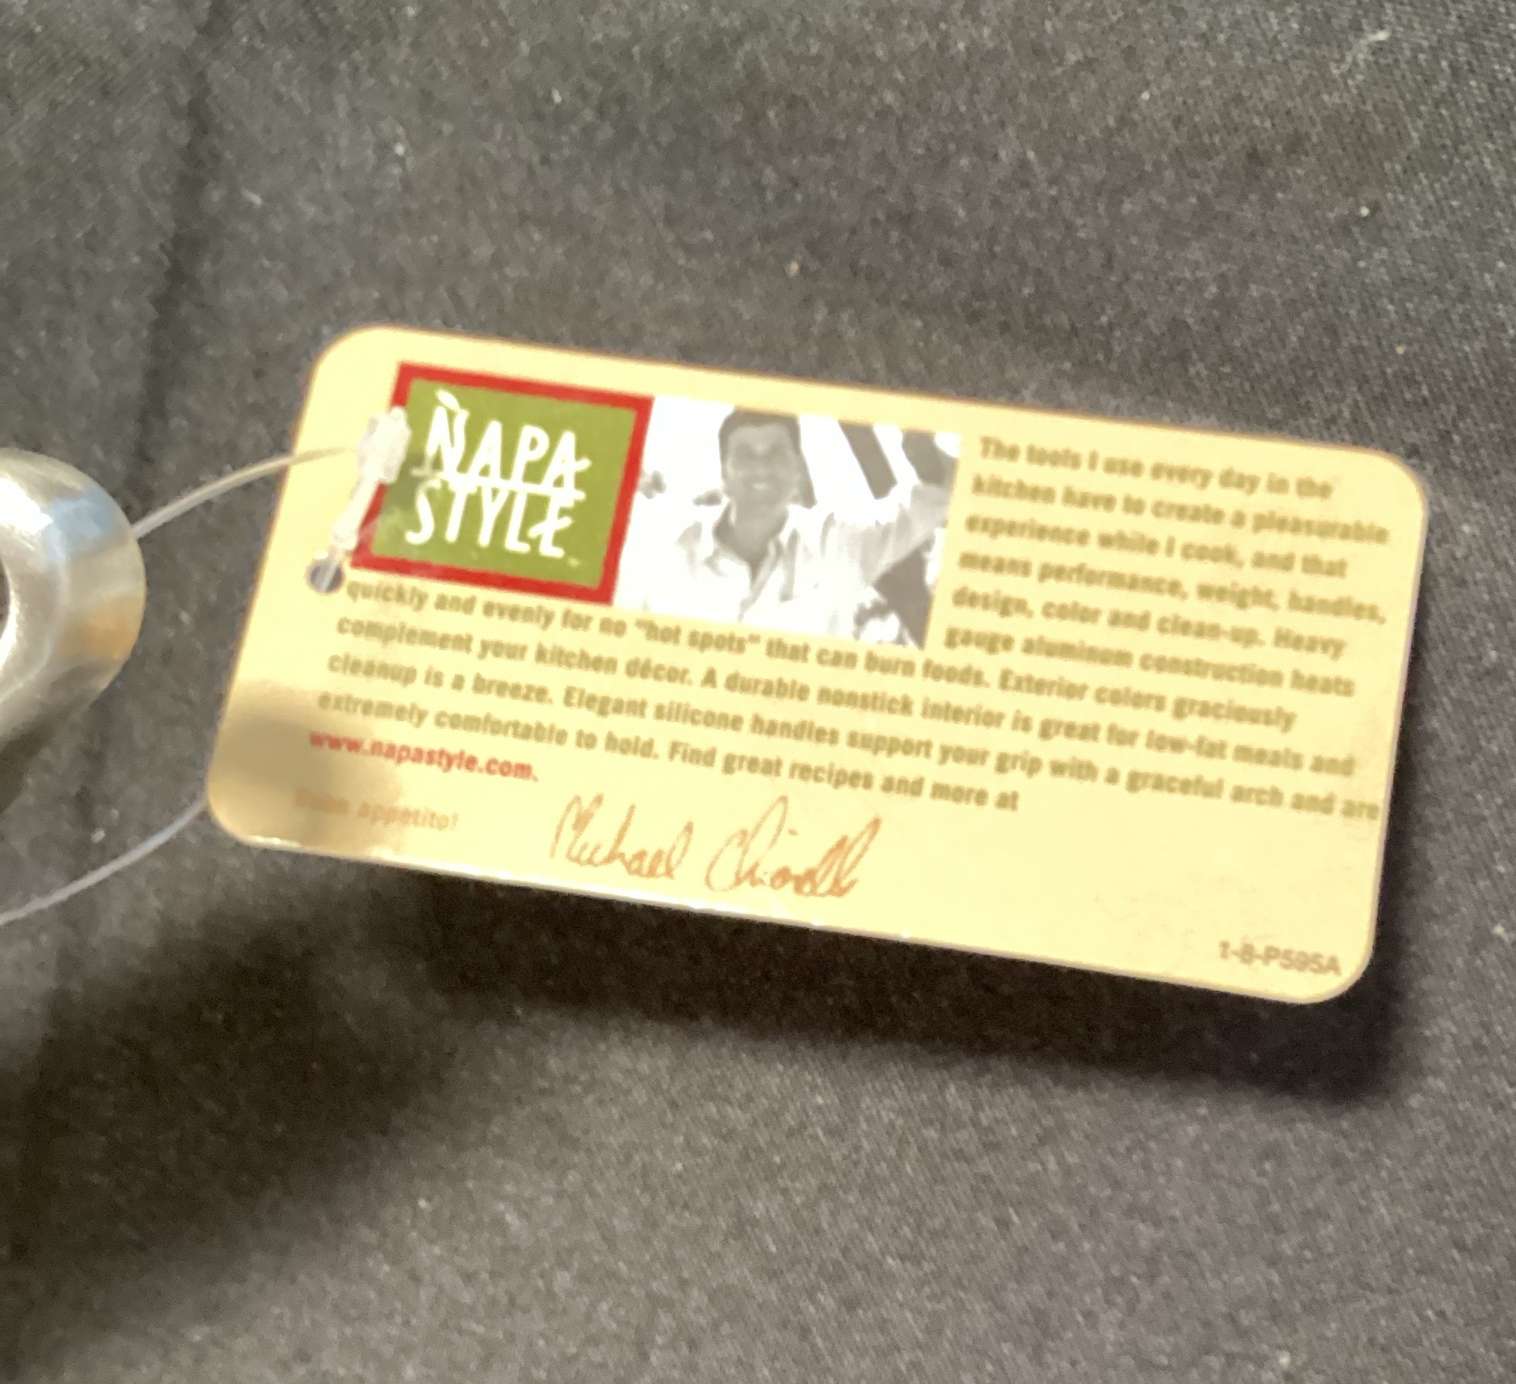 NAPA
STYLE
The tools I use every day in the
kitchen have to create a pleasurable
experience while I cook, and that
means performance, weight, handles,
design, color and clean-up. Heavy
gauge aluminum construction heats
quickly and evenly for no "hot spots" that can burn foods. Exterior colors graciously
complement your kitchen décor. A durable nonstick interior is great for low-fat meals and
cleanup is a breeze. Elegant silicone handles support your grip with a graceful arch and are
extremely comfortable to hold. Find great recipes and more at
www.napastyle.com.
appetito!
Michael Chiarello
1-8-P595A